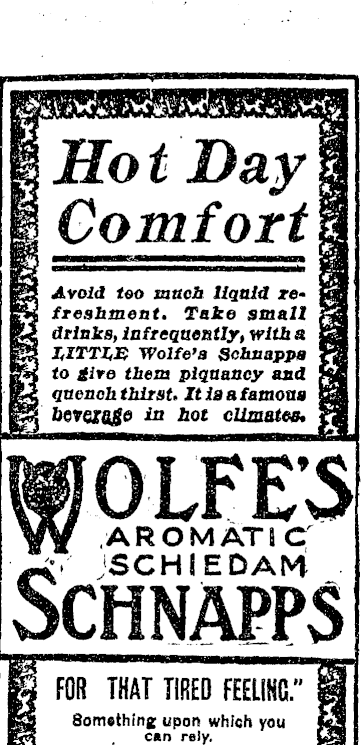 Hot Day
Comfort
Avoid too much liquid re-
freshment. Take small
drinks, infrequently, with a
LITTLE Wolfe's Schnapps
to give them piquancy and
quench thirst. It is a famous
beverage in hot climates.
WOLFE'S
AROMATIC
SCHIEDAM
SCHNAPPS
FOR THAT TIRED FEELING."
Something upon which you
can rely.